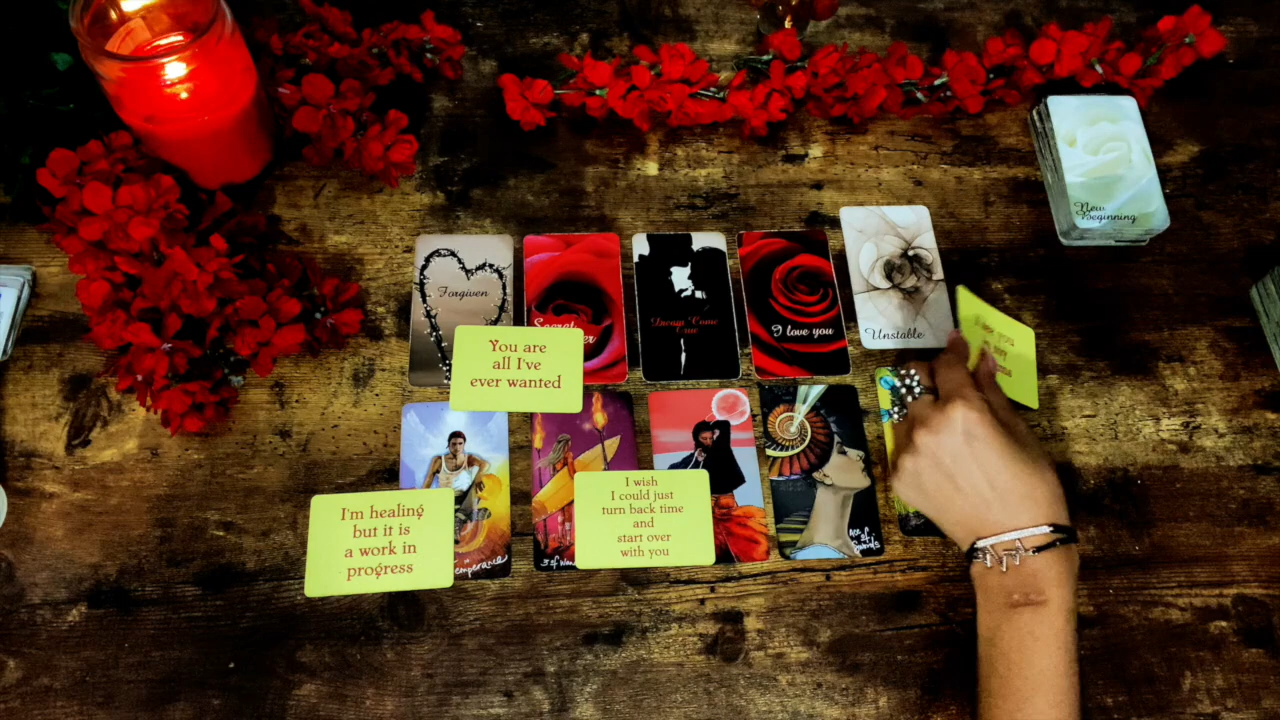 New
Beginning
Forgiven
Secret
Dream Come
True
I love you
Unstable
You are
all I've
ever wanted
I'm healing
but it is
a work in
progress
I wish
I could just
turn back time
and
start over
with you
Ace of
Swords